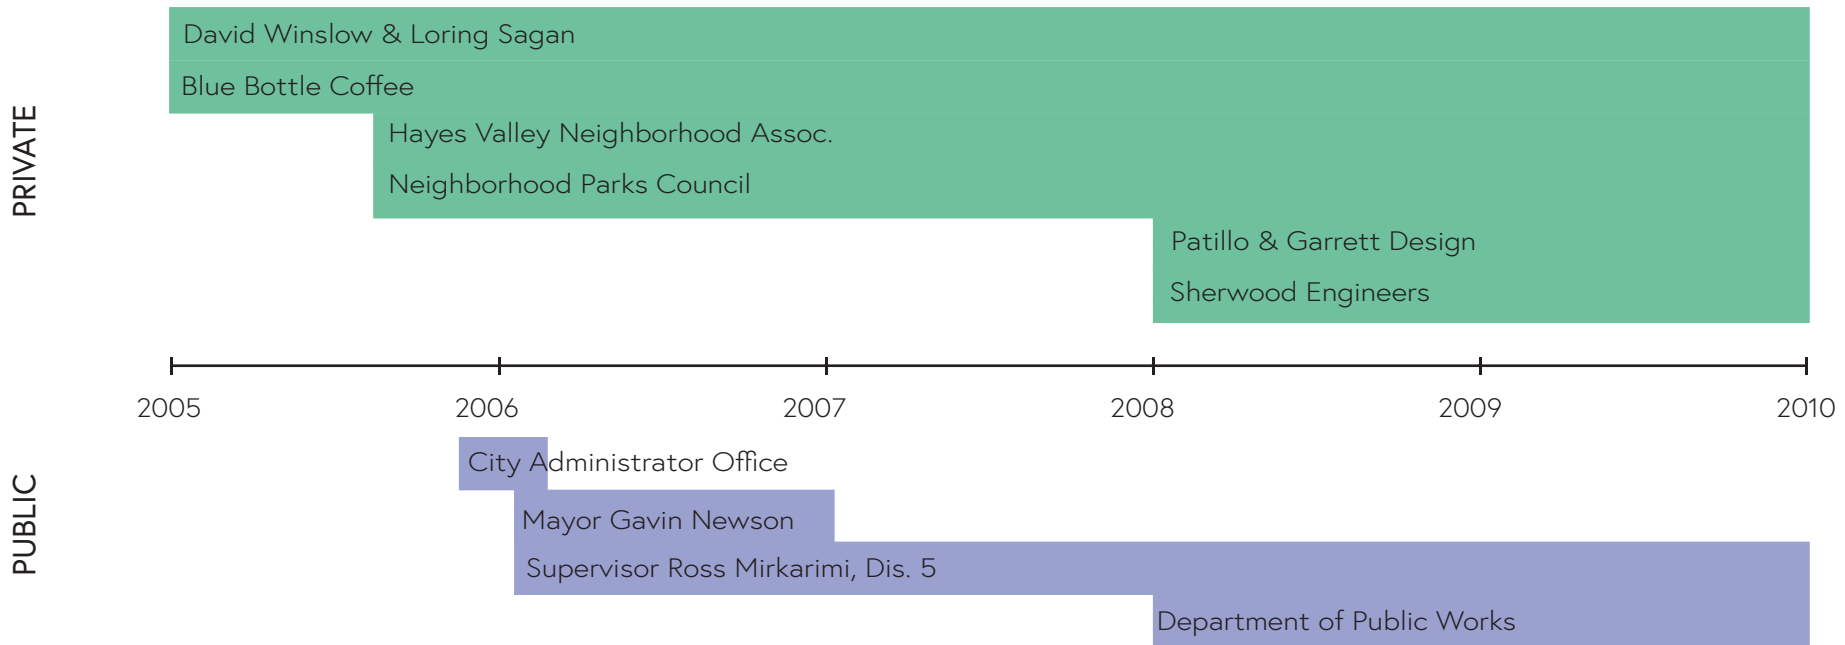 PRIVATE
David Winslow & Loring Sagan
Blue Bottle Coffee
Hayes Valley Neighborhood Assoc.
Neighborhood Parks Council
Patillo & Garrett Design
Sherwood Engineers
2005 2006 2007 2008 2009 2010
PUBLIC
City Administrator Office
Mayor Gavin Newson
Supervisor Ross Mirkarimi, Dis. 5
Department of Public Works